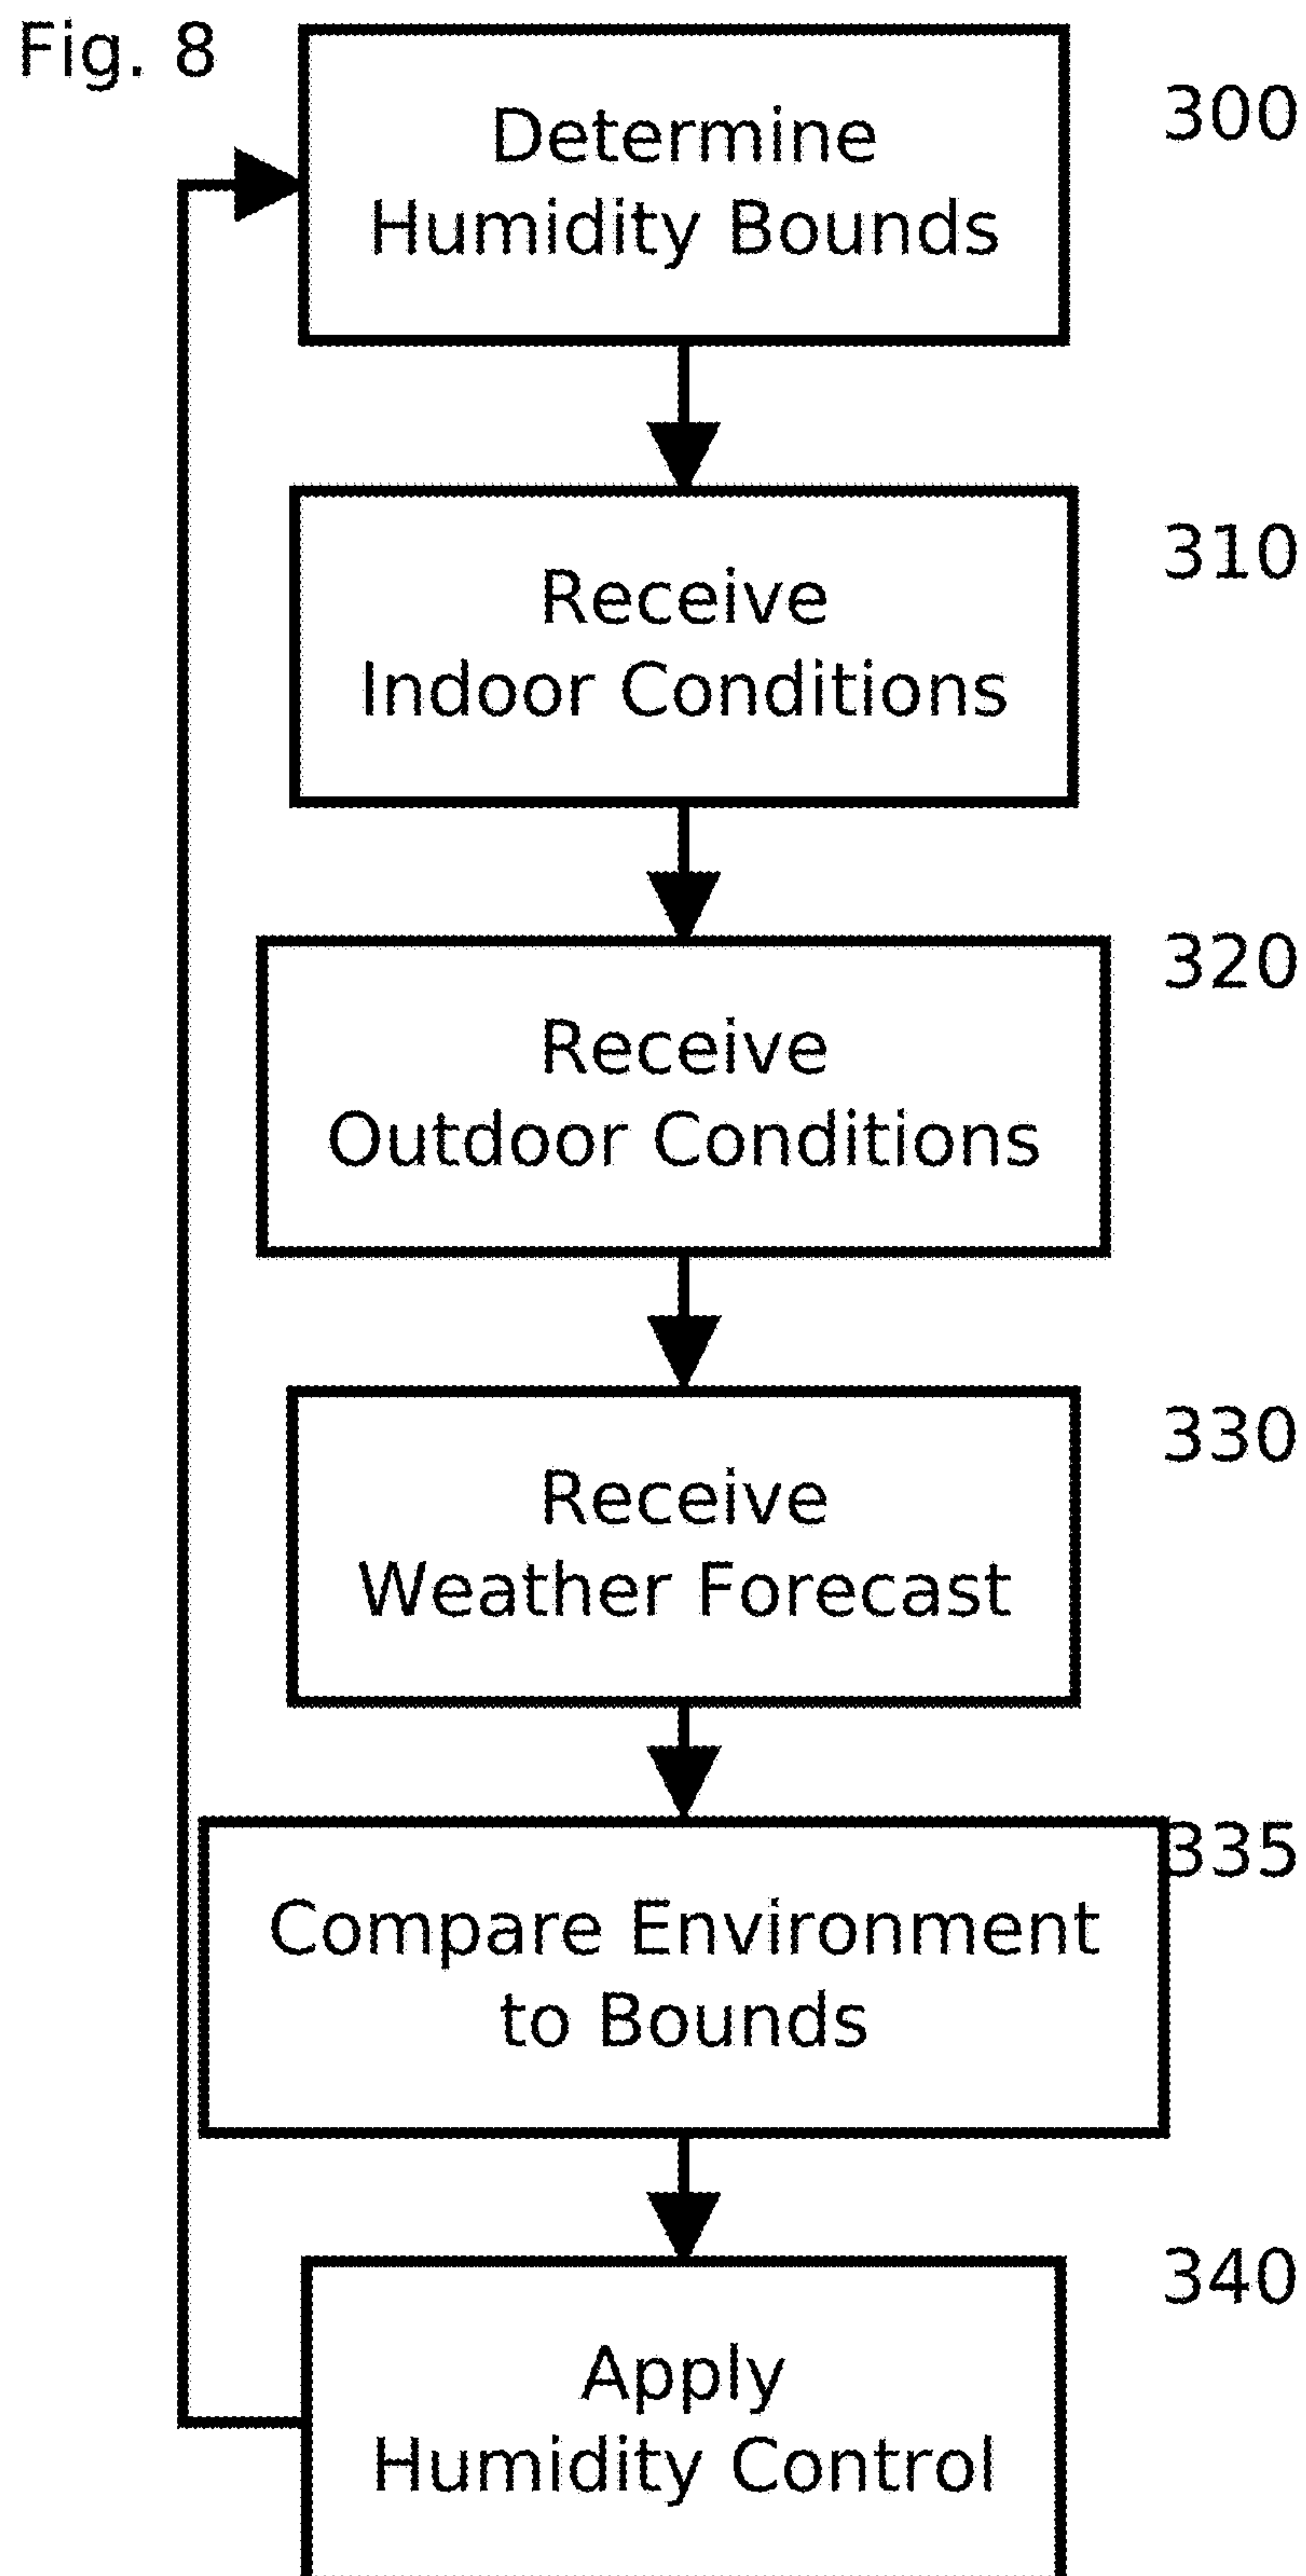 Fig. 8
300
Determine
Humidity Bounds
310
Receive
Indoor Conditions
320
Receive
Outdoor Conditions
330
Receive
Weather Forecast
335
Compare Environment
to Bounds
340
Apply
Humidity Control